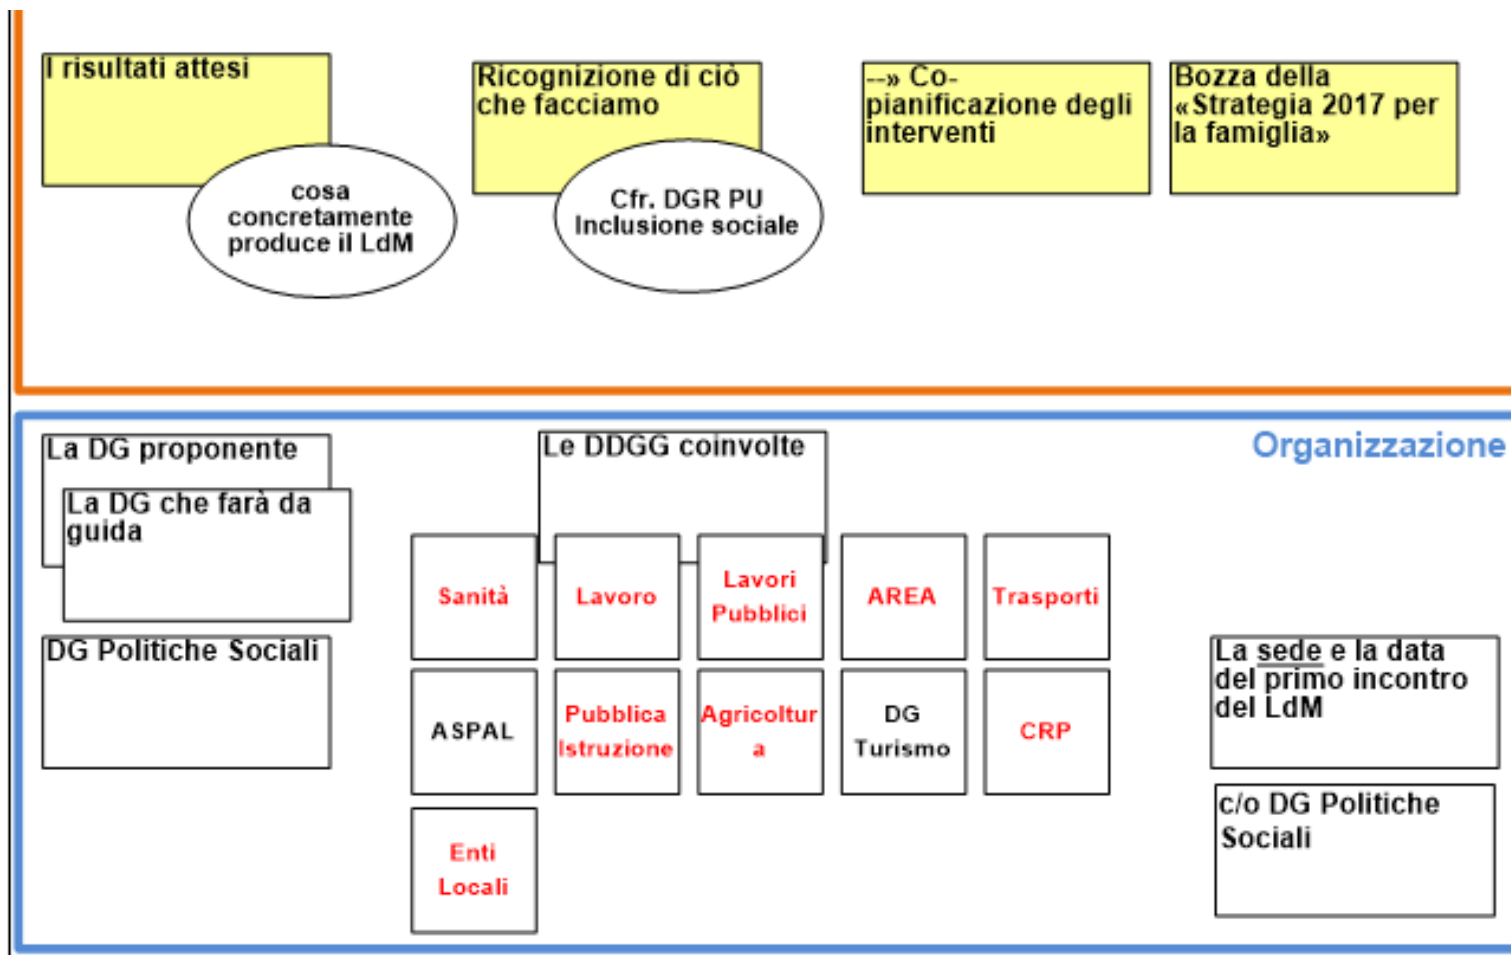 I risultati attesi
cosa
concretamente
produce il LdM
Ricognizione di ciò
che facciamo
Cfr. DGR PU
Inclusione sociale
--» Co-
pianificazione degli
interventi
Bozza della
«Strategia 2017 per
la famiglia»
Organizzazione
La DG proponente
La DG che farà da
guida
DG Politiche Sociali
Le DDGG coinvolte
Sanità
Lavoro
Lavori
Pubblici
AREA
Trasporti
ASPAL
Pubblica
Istruzione
Agricoltur
a
DG
Turismo
CRP
Enti
Locali
La sede e la data
del primo incontro
del LdM
c/o DG Politiche
Sociali